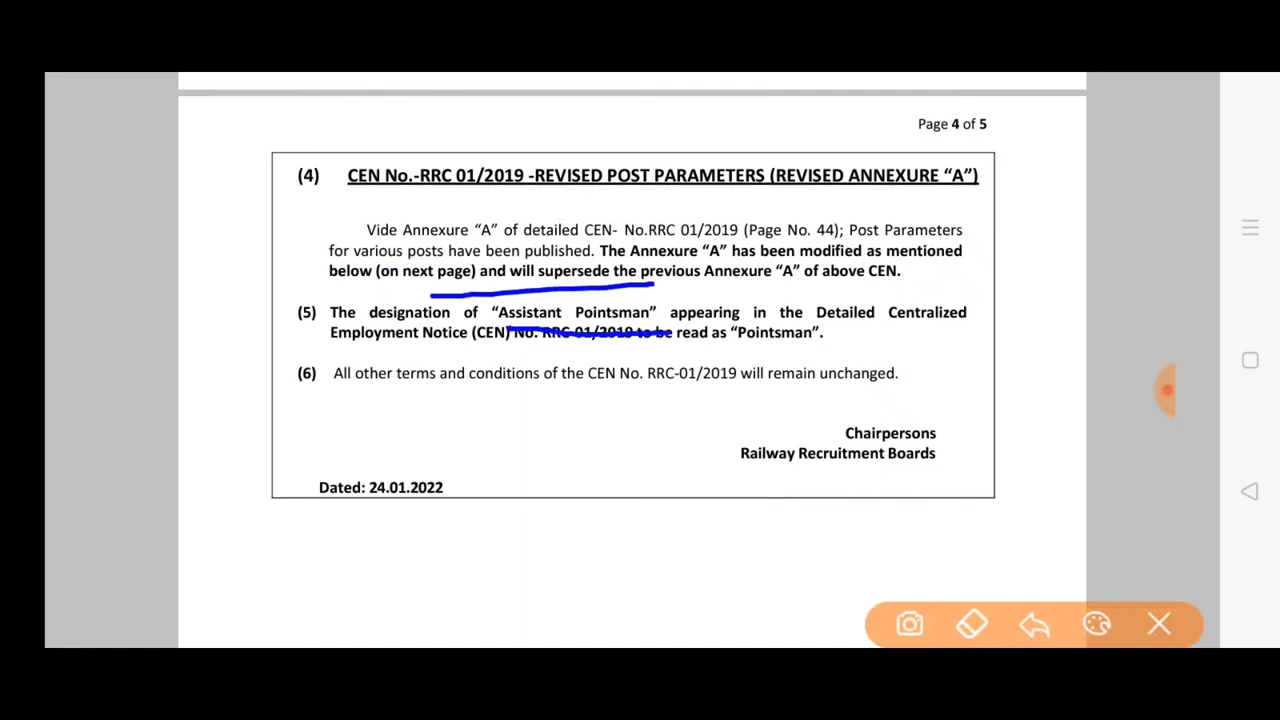 Page 4 of 5
(4) CEN No.-RRC 01/2019 -REVISED POST PARAMETERS (REVISED ANNEXURE “A”)
Vide Annexure “A” of detailed CEN- No.RRC 01/2019 (Page No. 44); Post Parameters
for various posts have been published. The Annexure “A” has been modified as mentioned
below (on next page) and will supersede the previous Annexure “A” of above CEN.
(5) The designation of “Assistant Pointsman” appearing in the Detailed Centralized
Employment Notice (CEN) No. RRC-01/2019 to be read as “Pointsman”.
(6) All other terms and conditions of the CEN No. RRC-01/2019 will remain unchanged.
Chairpersons
Railway Recruitment Boards
Dated: 24.01.2022